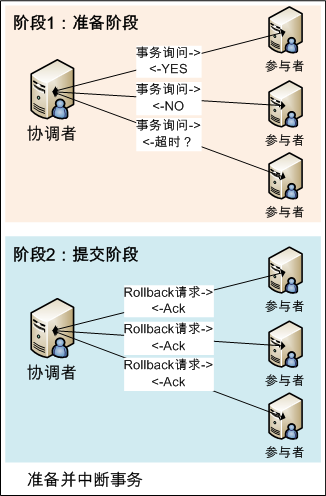 阶段1：准备阶段
参与者
事务询问->
<-YES
事务询问->
<-NO
协调者
参与者
事务询问->
<-超时？
参与者
阶段2：提交阶段
Rollback请求->
<-Ack
参与者
Rollback请求->
<-Ack
协调者
参与者
Rollback请求->
<-Ack
参与者
准备并中断事务